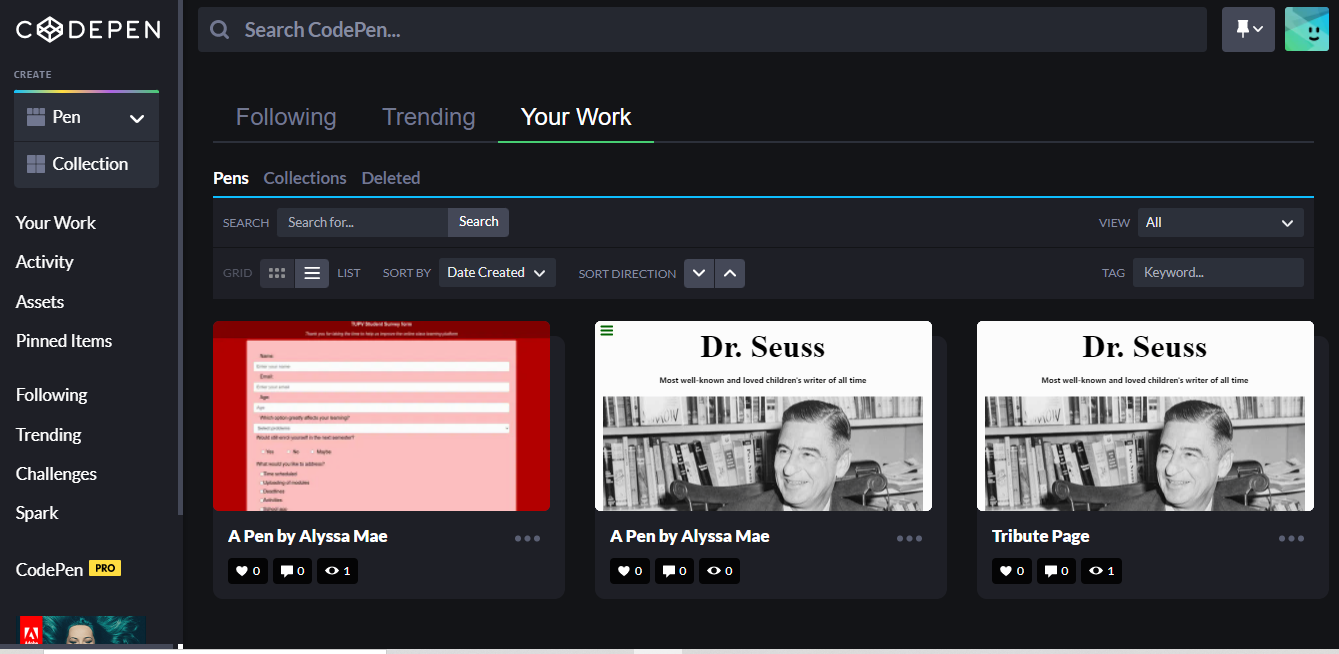 CODEPEN
Search CodePen...
CREATE
Pen
Collection
Your Work
Activity
Assets
Pinned Items
Following
Trending
Challenges
Spark
CodePen PRO
Adobe
Following Trending Your Work
Pens Collections Deleted
SEARCH Search for... Search VIEW All
GRID LIST SORT BY Date Created SORT DIRECTION TAG Keyword...
TUPV Student Survey form
Thank you for taking the time to help us improve the online class learning platform
Name:
Enter your name
Email:
Enter your email
Age:
Age
Which option greatly affects your learning?
Select problems
Would still enrol yourself in the next semester?
Yes No Maybe
What would you like to address?
Time scheduled
Uploading of modules
Deadlines
Activities
School app
A Pen by Alyssa Mae
0 0 1
Dr. Seuss
Most well-known and loved children's writer of all time
A Pen by Alyssa Mae
0 0 0
Dr. Seuss
Most well-known and loved children's writer of all time
Tribute Page
0 0 1